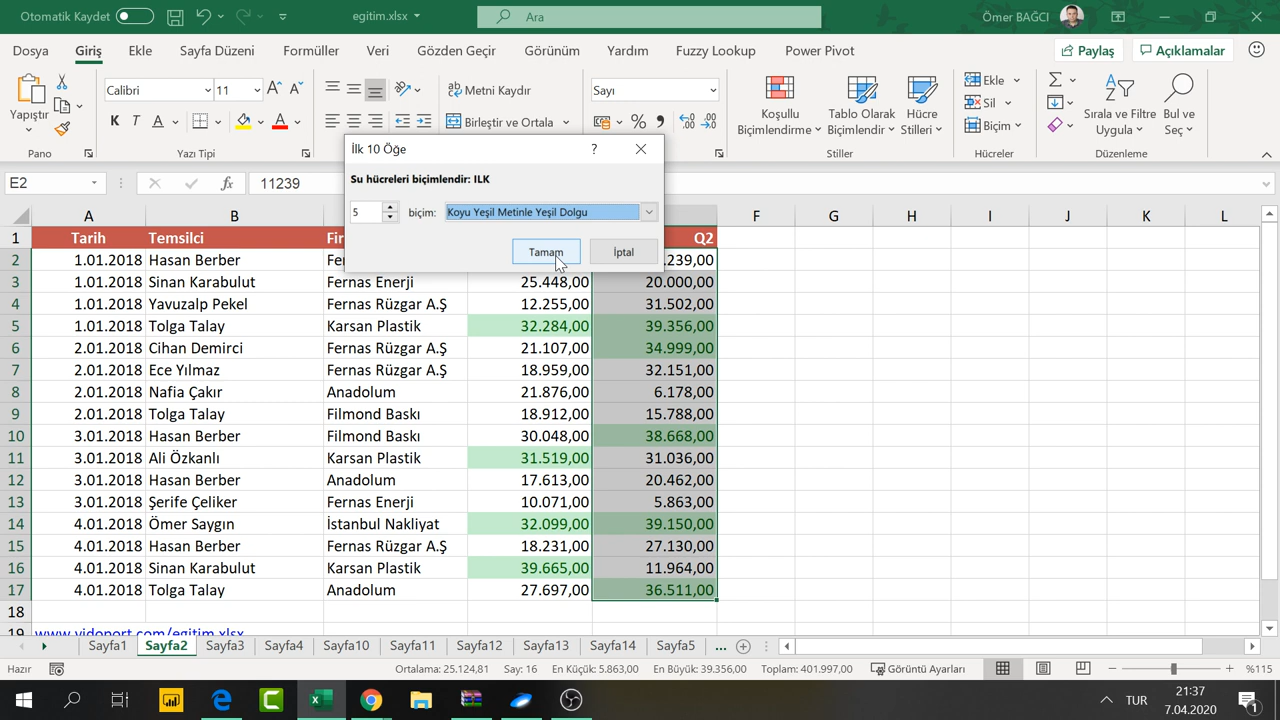 Otomatik Kaydet
egitim.xlsx
Ara
Ömer BAĞCI
Dosya Giriş Ekle Sayfa Düzeni Formüller Veri Gözden Geçir Görünüm Yardım Fuzzy Lookup Power Pivot Paylaş Açıklamalar
Yapıştır
Pano
Calibri 11
K T A
Yazı Tipi
Metni Kaydır
Birleştir ve Ortala
Sayı
Koşullu Biçimlendirme
Tablo Olarak Biçimlendir
Hücre Stilleri
Stiller
Ekle
Sil
Biçim
Hücreler
Sırala ve Filtre Uygula
Bul ve Seç
Düzenleme
E2 fx 11239
İlk 10 Öğe ?
Şu hücreleri biçimlendir: İLK
5 biçim: Koyu Yeşil Metinle Yeşil Dolgu
Tamam İptal
A B F G H I J K L
1 Tarih Temsilci Q2
2 1.01.2018 Hasan Berber
3 1.01.2018 Sinan Karabulut Fernas Enerji 25.448,00 20.000,00
4 1.01.2018 Yavuzalp Pekel Fernas Rüzgar A.Ş 12.255,00 31.502,00
5 1.01.2018 Tolga Talay Karsan Plastik 32.284,00 39.356,00
6 2.01.2018 Cihan Demirci Fernas Rüzgar A.Ş 21.107,00 34.999,00
7 2.01.2018 Ece Yılmaz Fernas Rüzgar A.Ş 18.959,00 32.151,00
8 2.01.2018 Nafia Çakır Anadolum 21.876,00 6.178,00
9 2.01.2018 Tolga Talay Filmond Baskı 18.912,00 15.788,00
10 3.01.2018 Hasan Berber Filmond Baskı 30.048,00 38.668,00
11 3.01.2018 Ali Özkanlı Karsan Plastik 31.519,00 31.036,00
12 3.01.2018 Hasan Berber Anadolum 17.613,00 20.462,00
13 3.01.2018 Şerife Çeliker Fernas Enerji 10.071,00 5.863,00
14 4.01.2018 Ömer Saygın İstanbul Nakliyat 32.099,00 39.150,00
15 4.01.2018 Hasan Berber Fernas Rüzgar A.Ş 18.231,00 27.130,00
16 4.01.2018 Sinan Karabulut Karsan Plastik 39.665,00 11.964,00
17 4.01.2018 Tolga Talay Anadolum 27.697,00 36.511,00
18
19 www.vidoport.com/egitim.xlsx
Sayfa1 Sayfa2 Sayfa3 Sayfa4 Sayfa10 Sayfa11 Sayfa12 Sayfa13 Sayfa14 Sayfa5 ...
Hazır Ortalama: 25.124,81 Say: 16 En Küçük: 5.863,00 En Büyük: 39.356,00 Toplam: 401.997,00 Görüntü Ayarları %115
TUR
21:37
7.04.2020
1